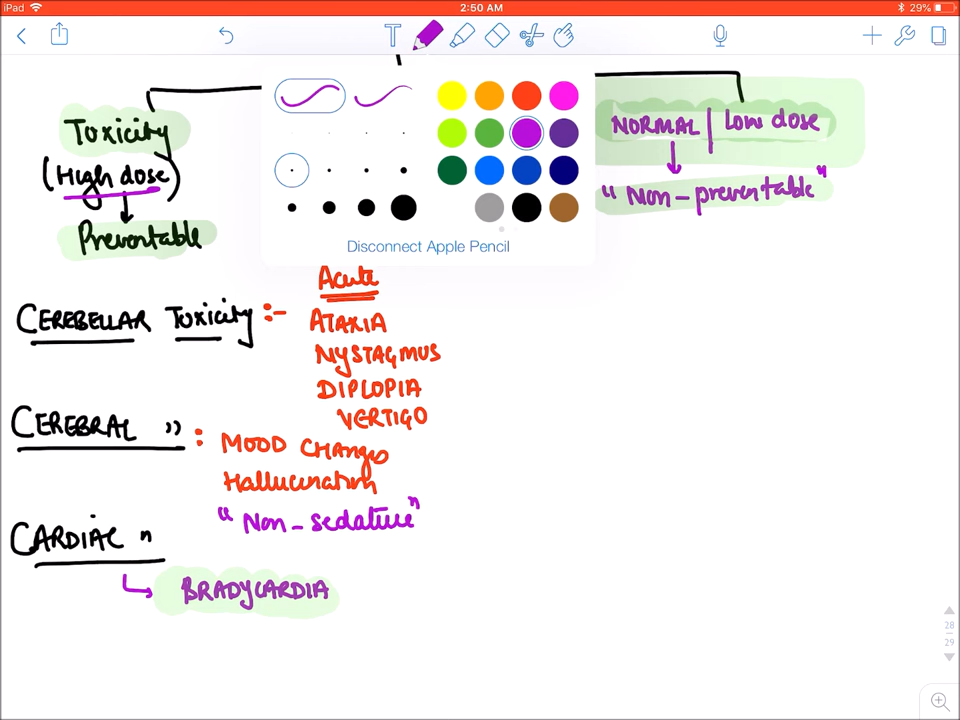 iPad 2:50 AM 29%
T
Toxicity
(High dose)
Preventable
NORMAL | Low dose
"Non-preventable"
Disconnect Apple Pencil
Acute
CEREBELLAR Toxicity :-
ATAXIA
NYSTAGMUS
DIPLOPIA
VERTIGO
CEREBRAL ,, :
MOOD CHANGES
Hallucination
"Non-sedative"
CARDIAC "
BRADYCARDIA
28
29